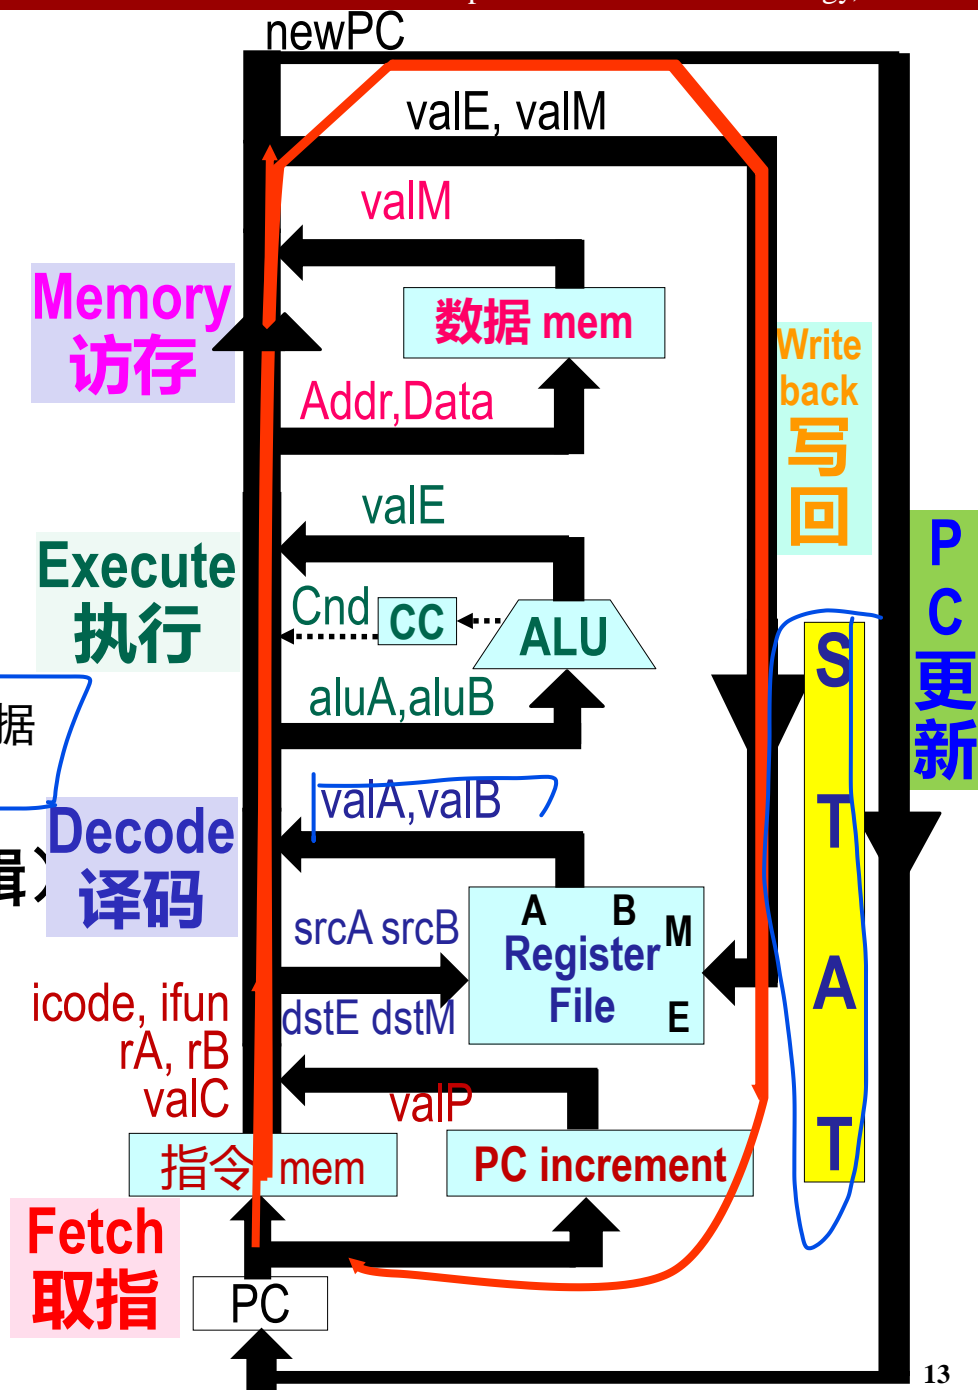 newPC
valE, valM
valM
Memory
访存
数据 mem
Write
back
写
回
Addr,Data
valE
Execute
执行
Cnd
CC
ALU
P
C
更
新
S
T
A
T
aluA,aluB
据
valA,valB
Decode
译码
srcA srcB
A B M
Register
File
E
dstE dstM
icode, ifun
rA, rB
valC
valP
指令 mem
PC increment
Fetch
取指
PC
13